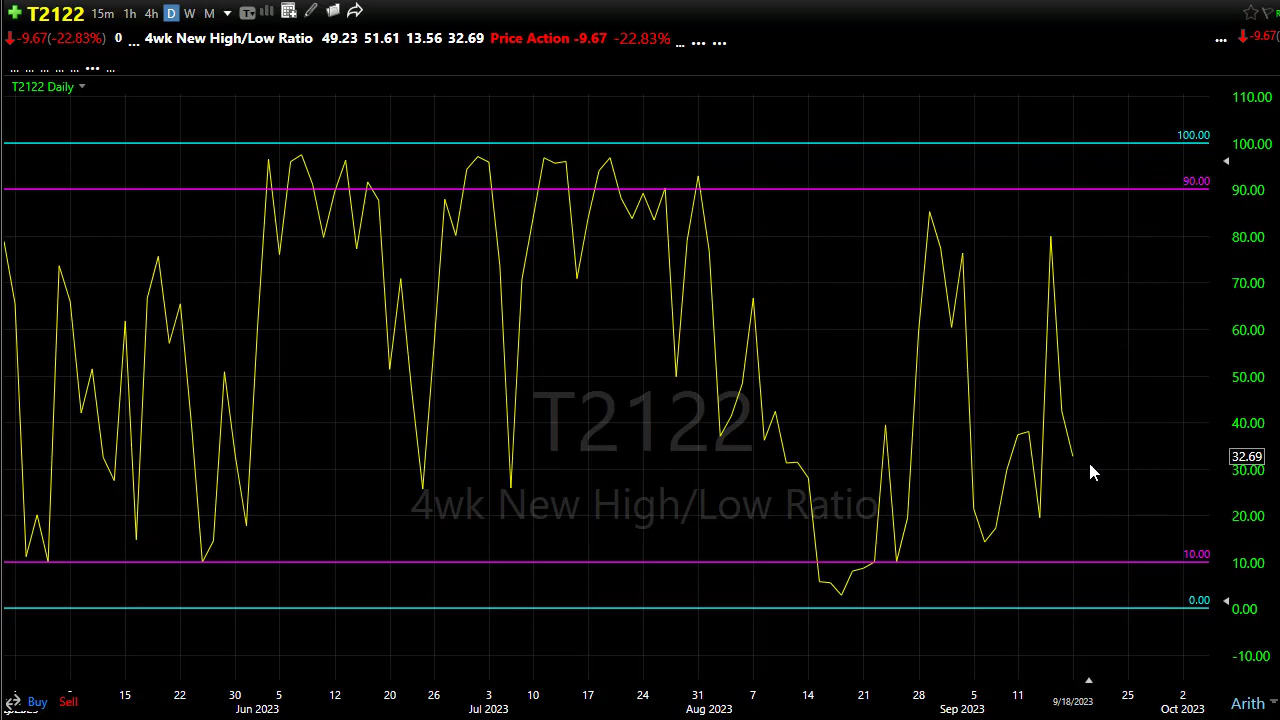 T2122 15m 1h 4h D W M
-9.67(-22.83%) 0 ... 4wk New High/Low Ratio 49.23 51.61 13.56 32.69 Price Action -9.67 -22.83% ... ... ... ... -9.67(
... ... ... ... ... ... ...
T2122 Daily
110.00
100.00
100.00
90.00
90.00
80.00
70.00
60.00
50.00
40.00
T2122
32.69
30.00
4wk New High/Low Ratio
20.00
10.00
10.00
0.00
0.00
-10.00
15 22 30 5 12 20 26 3 10 17 24 31 7 14 21 28 5 11 9/18/2023 25 2
Buy Sell
Jun 2023 Jul 2023 Aug 2023 Sep 2023 Oct 2023
Arith